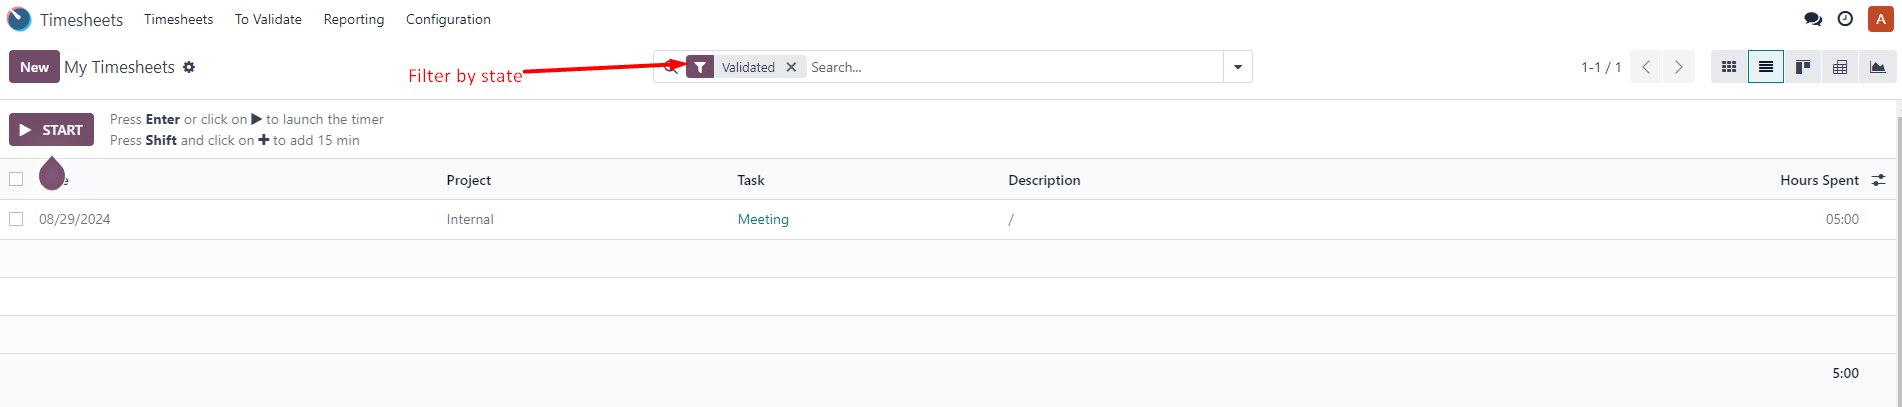 Timesheets Timesheets To Validate Reporting Configuration A
New My Timesheets Filter by state Validated Search... 1-1 / 1
START Press Enter or click on ▶ to launch the timer
Press Shift and click on + to add 15 min
Project Task Description Hours Spent
08/29/2024 Internal Meeting / 05:00
5:00